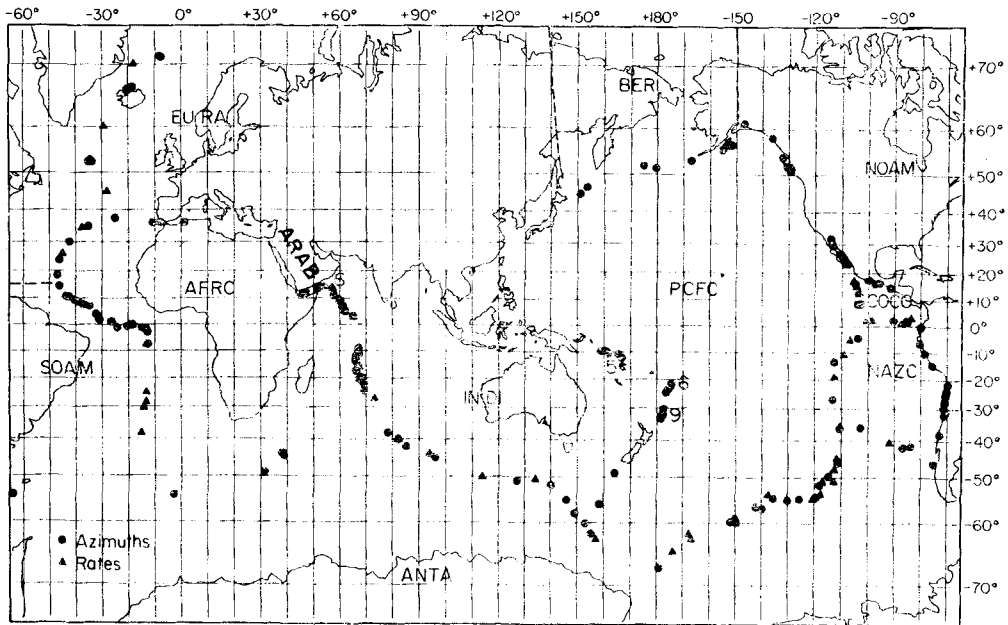 -60° -30° 0° +30° +60° +90° +120° +150° +180° -150° -120° -90°
+70°
BERI
EURA
+60°
NOAM
+50°
+40°
+30°
ARAB
+20°
AFRC
PCFC
COCO
+10°
0°
SOAM
-10°
NAZC
INDI
-20°
-30°
-40°
-50°
● Azimuths
-60°
▲ Rates
ANTA
-70°